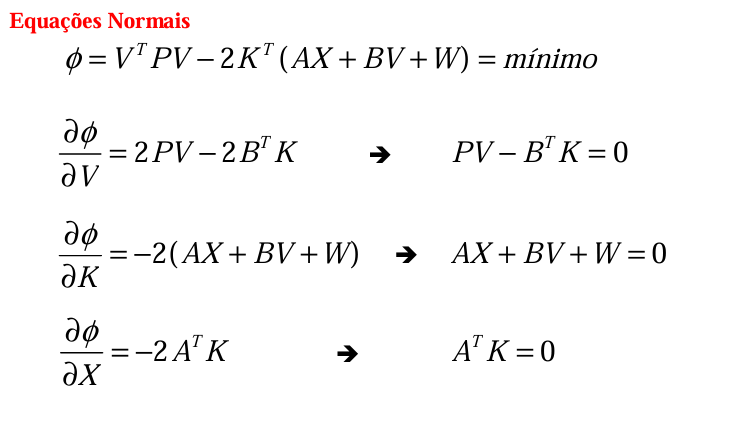 Equações Normais
ϕ = V^T PV − 2K^T (AX + BV + W) = mínimo
∂ϕ/∂V = 2PV − 2B^T K ➔ PV − B^T K = 0
∂ϕ/∂K = −2(AX + BV + W) ➔ AX + BV + W = 0
∂ϕ/∂X = −2A^T K ➔ A^T K = 0